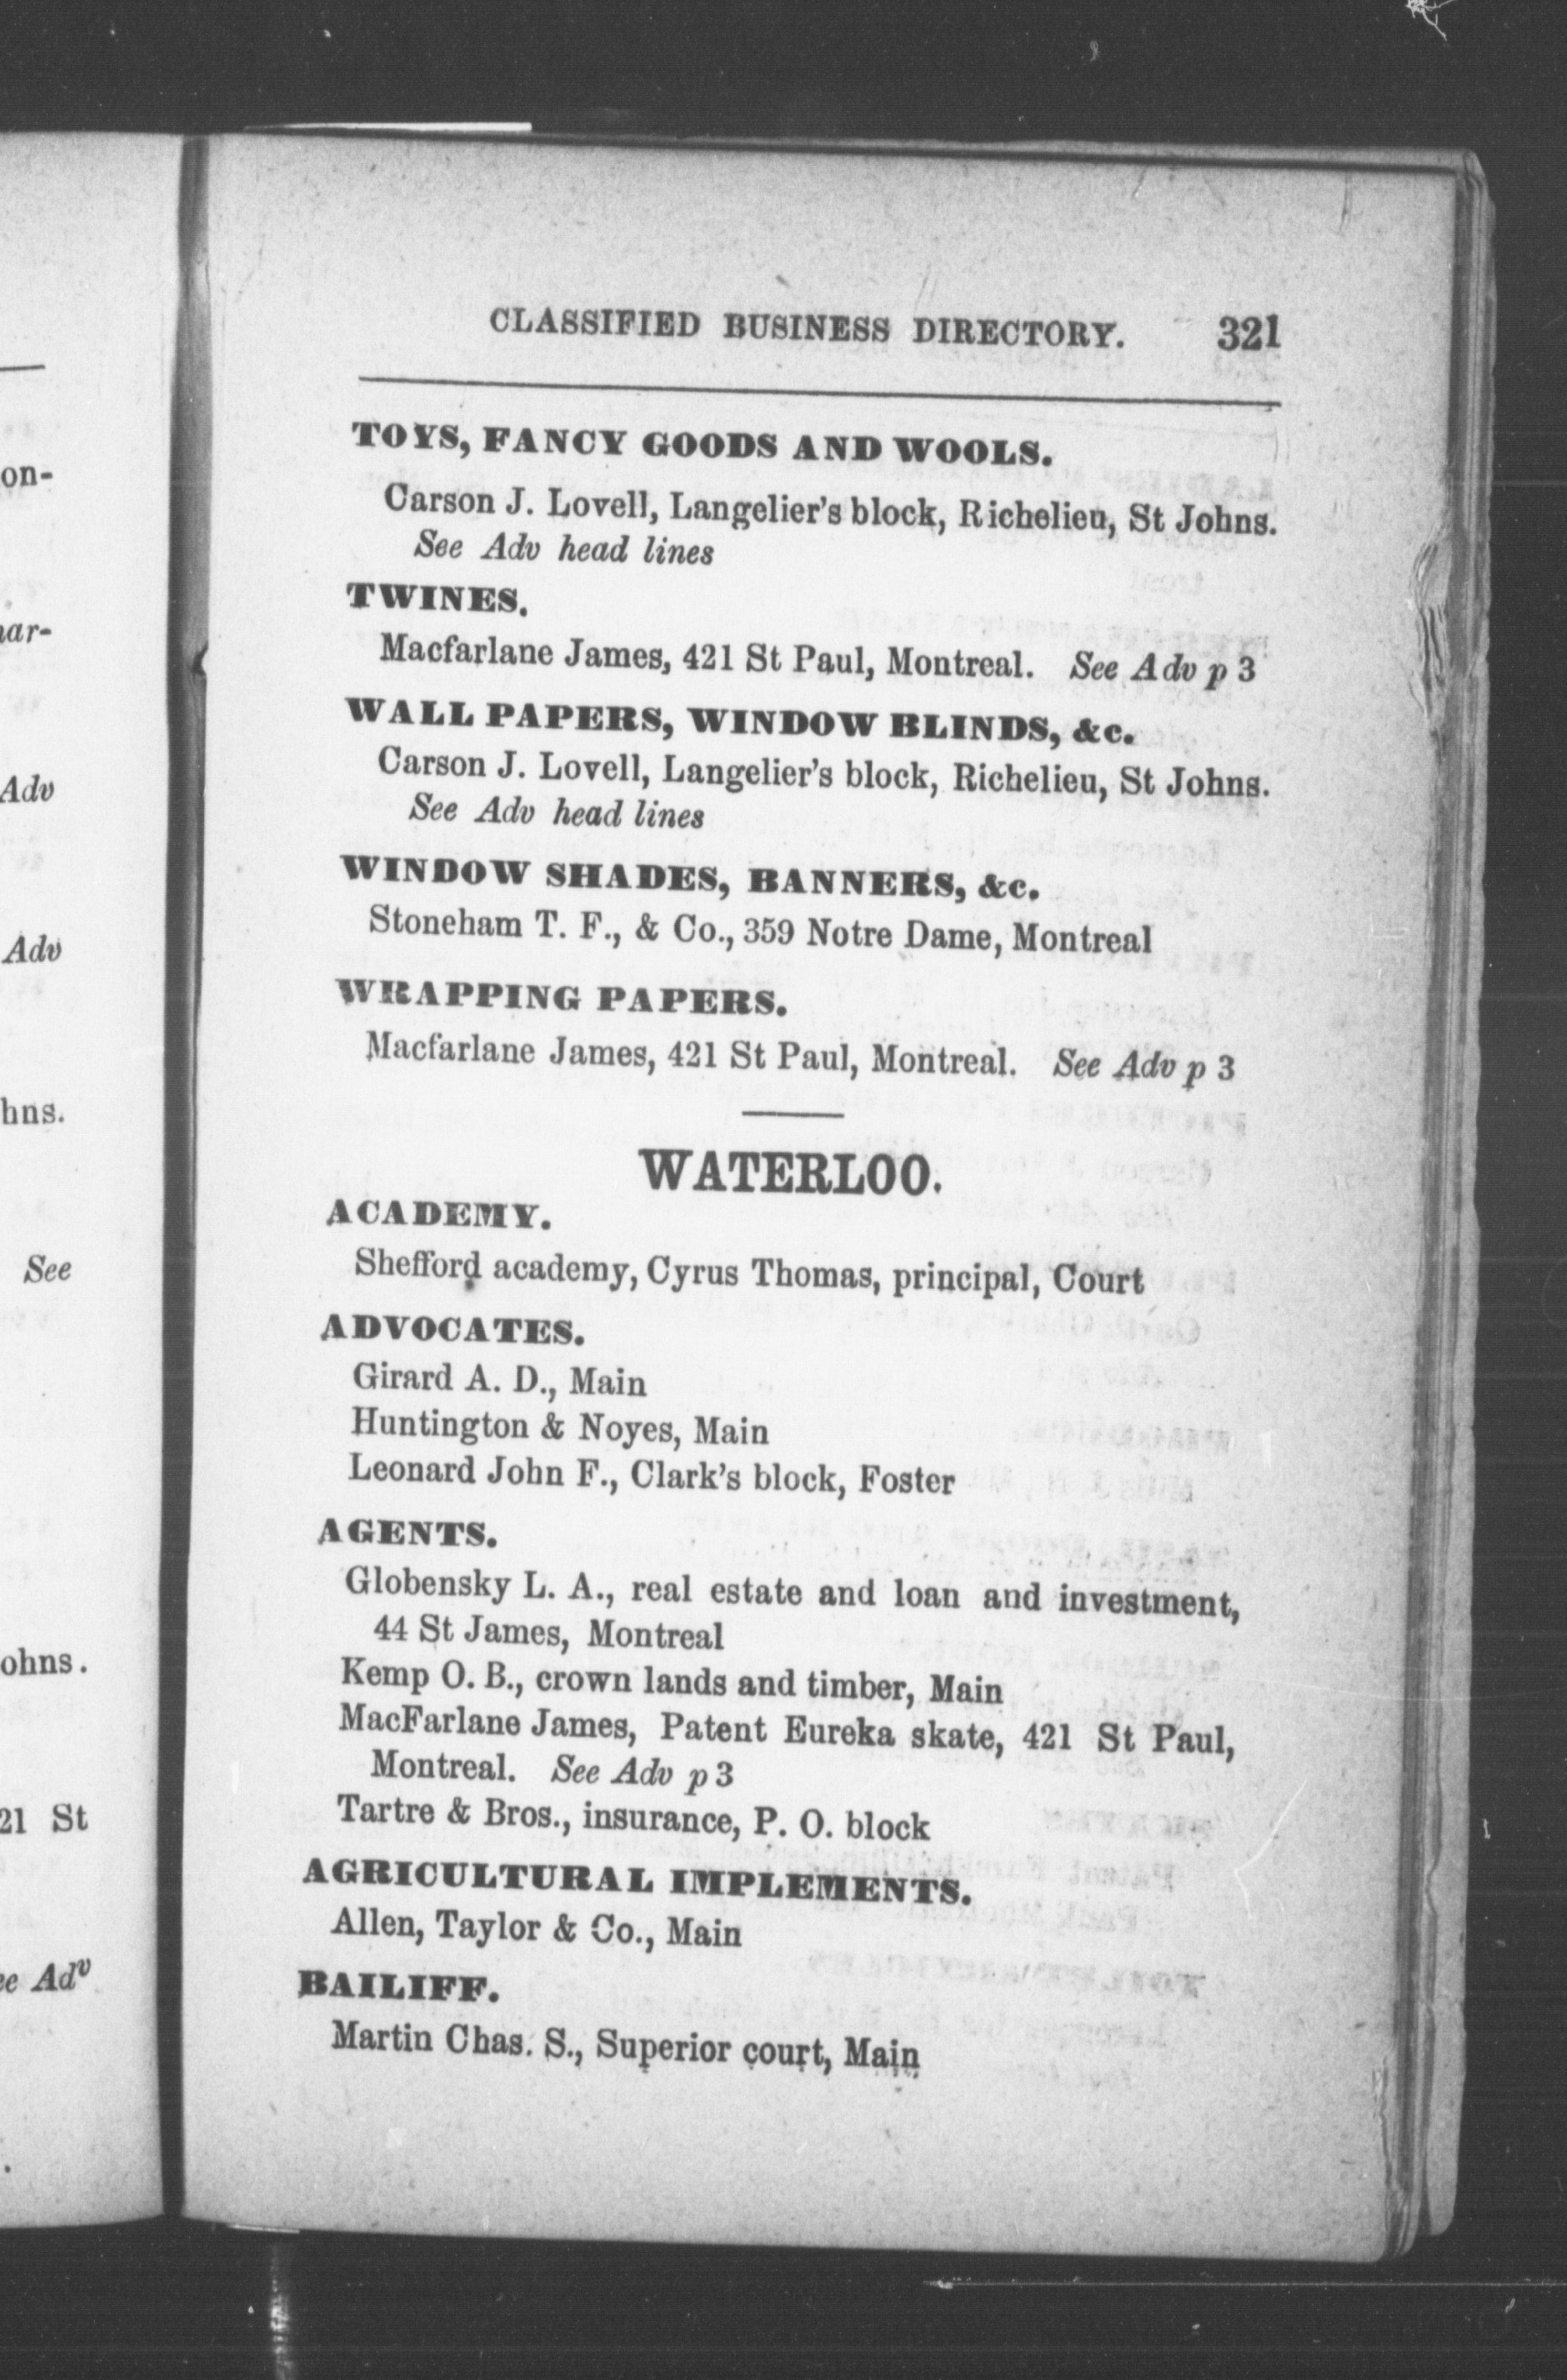 CLASSIFIED BUSINESS DIRECTORY. 321
TOYS, FANCY GOODS AND WOOLS.
Carson J. Lovell, Langelier's block, Richelieu, St Johns.
See Adv head lines
TWINES.
Macfarlane James, 421 St Paul, Montreal. See Adv p 3
WALL PAPERS, WINDOW BLINDS, &c.
Carson J. Lovell, Langelier's block, Richelieu, St Johns.
See Adv head lines
WINDOW SHADES, BANNERS, &c.
Stoneham T. F., & Co., 359 Notre Dame, Montreal
WRAPPING PAPERS.
Macfarlane James, 421 St Paul, Montreal. See Adv p 3
WATERLOO.
ACADEMY.
Shefford academy, Cyrus Thomas, principal, Court
ADVOCATES.
Girard A. D., Main
Huntington & Noyes, Main
Leonard John F., Clark's block, Foster
AGENTS.
Globensky L. A., real estate and loan and investment,
44 St James, Montreal
Kemp O. B., crown lands and timber, Main
MacFarlane James, Patent Eureka skate, 421 St Paul,
Montreal. See Adv p 3
Tartre & Bros., insurance, P. O. block
AGRICULTURAL IMPLEMENTS.
Allen, Taylor & Co., Main
BAILIFF.
Martin Chas. S., Superior court, Main